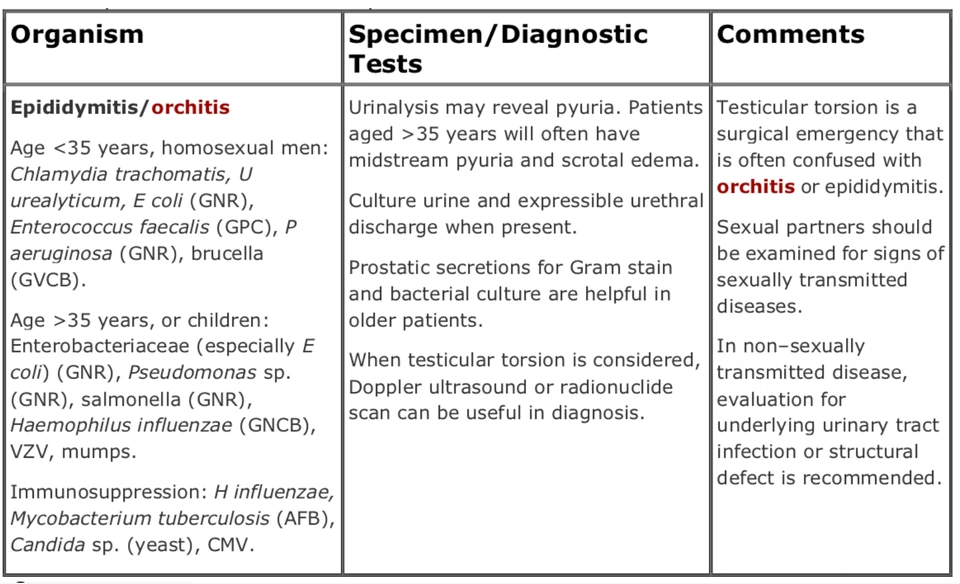 Organism
Specimen/Diagnostic
Tests
Comments
Epididymitis/orchitis
Age <35 years, homosexual men:
Chlamydia trachomatis, U
urealyticum, E coli (GNR),
Enterococcus faecalis (GPC), P
aeruginosa (GNR), brucella
(GVCB).
Age >35 years, or children:
Enterobacteriaceae (especially E
coli) (GNR), Pseudomonas sp.
(GNR), salmonella (GNR),
Haemophilus influenzae (GNCB),
VZV, mumps.
Immunosuppression: H influenzae,
Mycobacterium tuberculosis (AFB),
Candida sp. (yeast), CMV.
Urinalysis may reveal pyuria. Patients
aged >35 years will often have
midstream pyuria and scrotal edema.
Culture urine and expressible urethral
discharge when present.
Prostatic secretions for Gram stain
and bacterial culture are helpful in
older patients.
When testicular torsion is considered,
Doppler ultrasound or radionuclide
scan can be useful in diagnosis.
Testicular torsion is a
surgical emergency that
is often confused with
orchitis or epididymitis.
Sexual partners should
be examined for signs of
sexually transmitted
diseases.
In non–sexually
transmitted disease,
evaluation for
underlying urinary tract
infection or structural
defect is recommended.